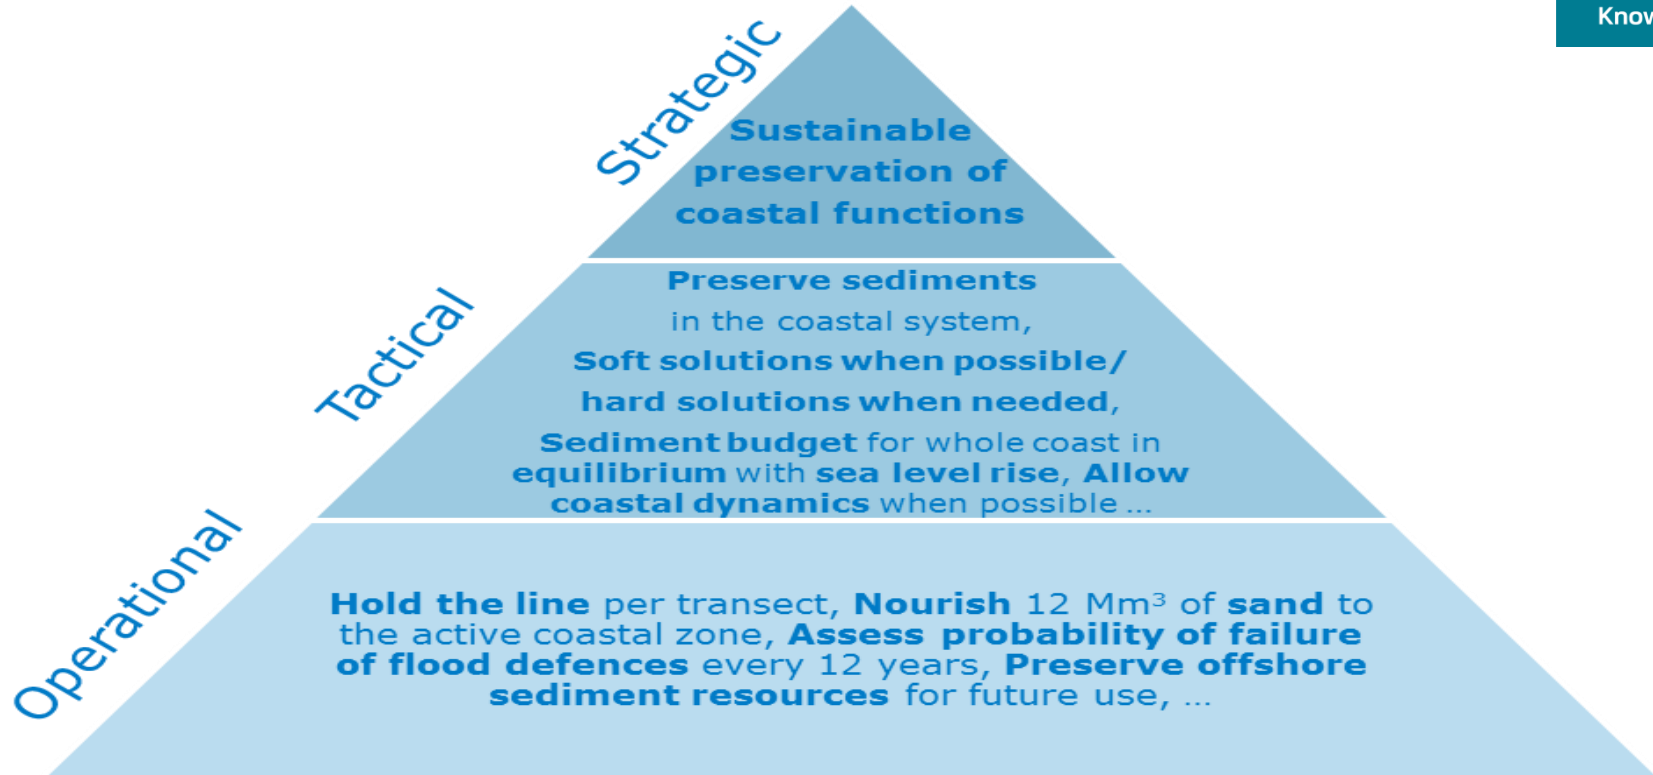 Know
Strategic
Sustainable
preservation of
coastal functions
Tactical
Preserve sediments
in the coastal system,
Soft solutions when possible/
hard solutions when needed,
Sediment budget for whole coast in
equilibrium with sea level rise, Allow
coastal dynamics when possible ...
Operational
Hold the line per transect, Nourish 12 Mm³ of sand to
the active coastal zone, Assess probability of failure
of flood defences every 12 years, Preserve offshore
sediment resources for future use, ...